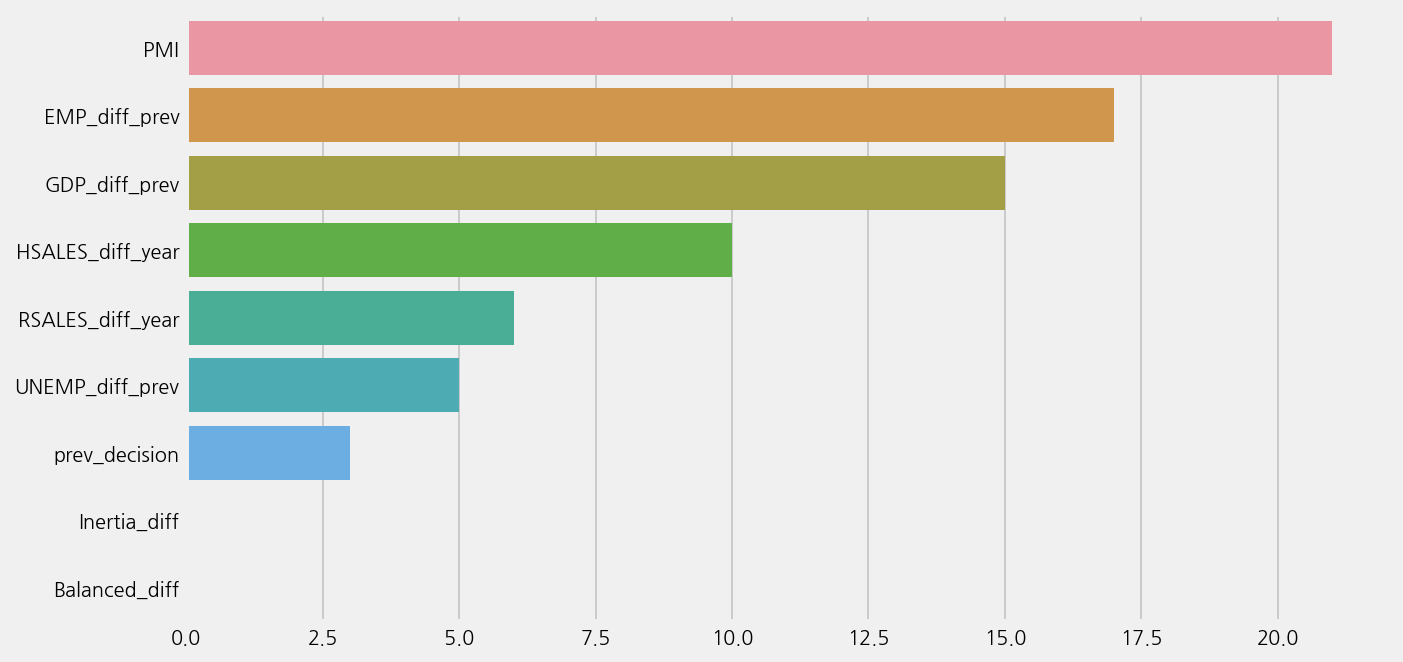 PMI
EMP_diff_prev
GDP_diff_prev
HSALES_diff_year
RSALES_diff_year
UNEMP_diff_prev
prev_decision
Inertia_diff
Balanced_diff
0.0 2.5 5.0 7.5 10.0 12.5 15.0 17.5 20.0